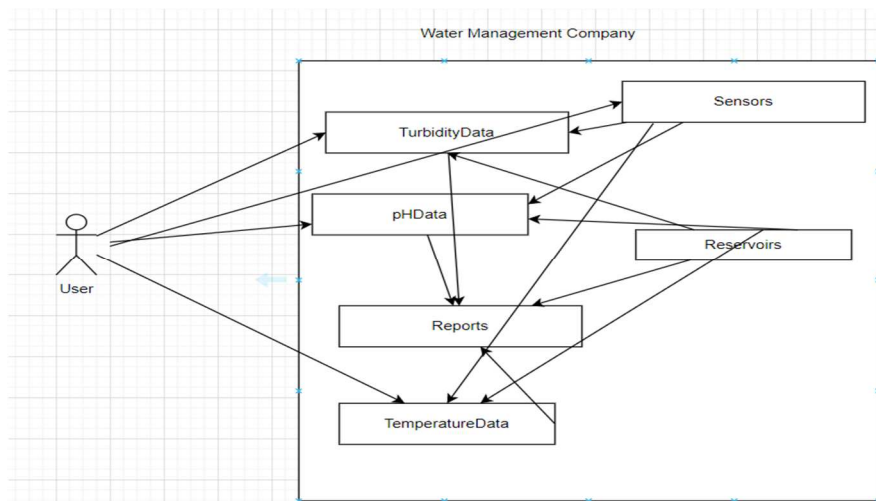 Water Management Company
Sensors
TurbidityData
pHData
Reservoirs
User
Reports
TemperatureData